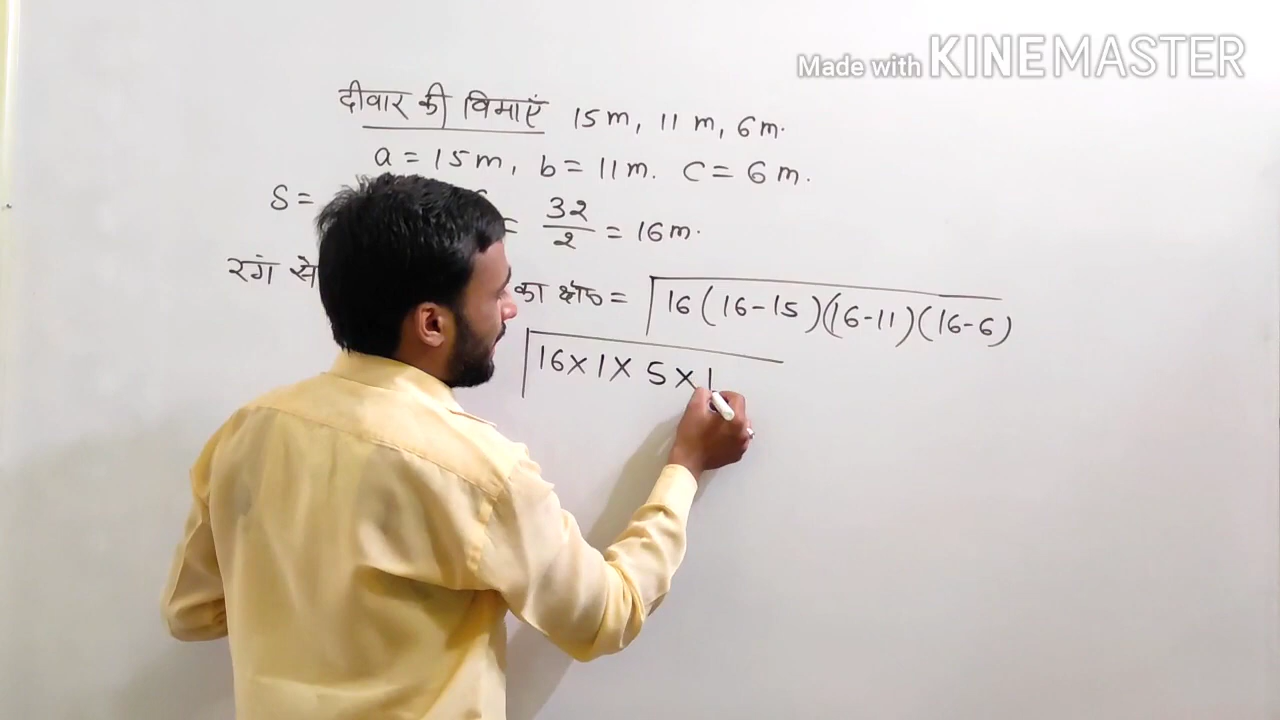 Made with KINEMASTER
दीवार की विमाएं 15m, 11 m, 6m.
a = 15m, b = 11m. c = 6m.
S = = 32/2 = 16m.
रंग से का क्षे० = √16(16-15)(16-11)(16-6)
√16×1×5×1